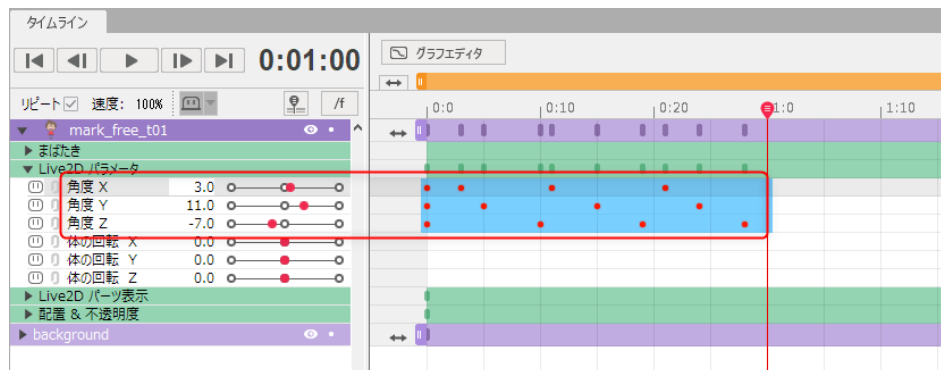 タイムライン
0:01:00
グラフエディタ
リピート 速度: 100% /f
0:0 0:10 0:20 1:0 1:10
mark_free_t01
まばたき
Live2D パラメータ
角度 X 3.0
角度 Y 11.0
角度 Z -7.0
体の回転 X 0.0
体の回転 Y 0.0
体の回転 Z 0.0
Live2D パーツ表示
配置 & 不透明度
background